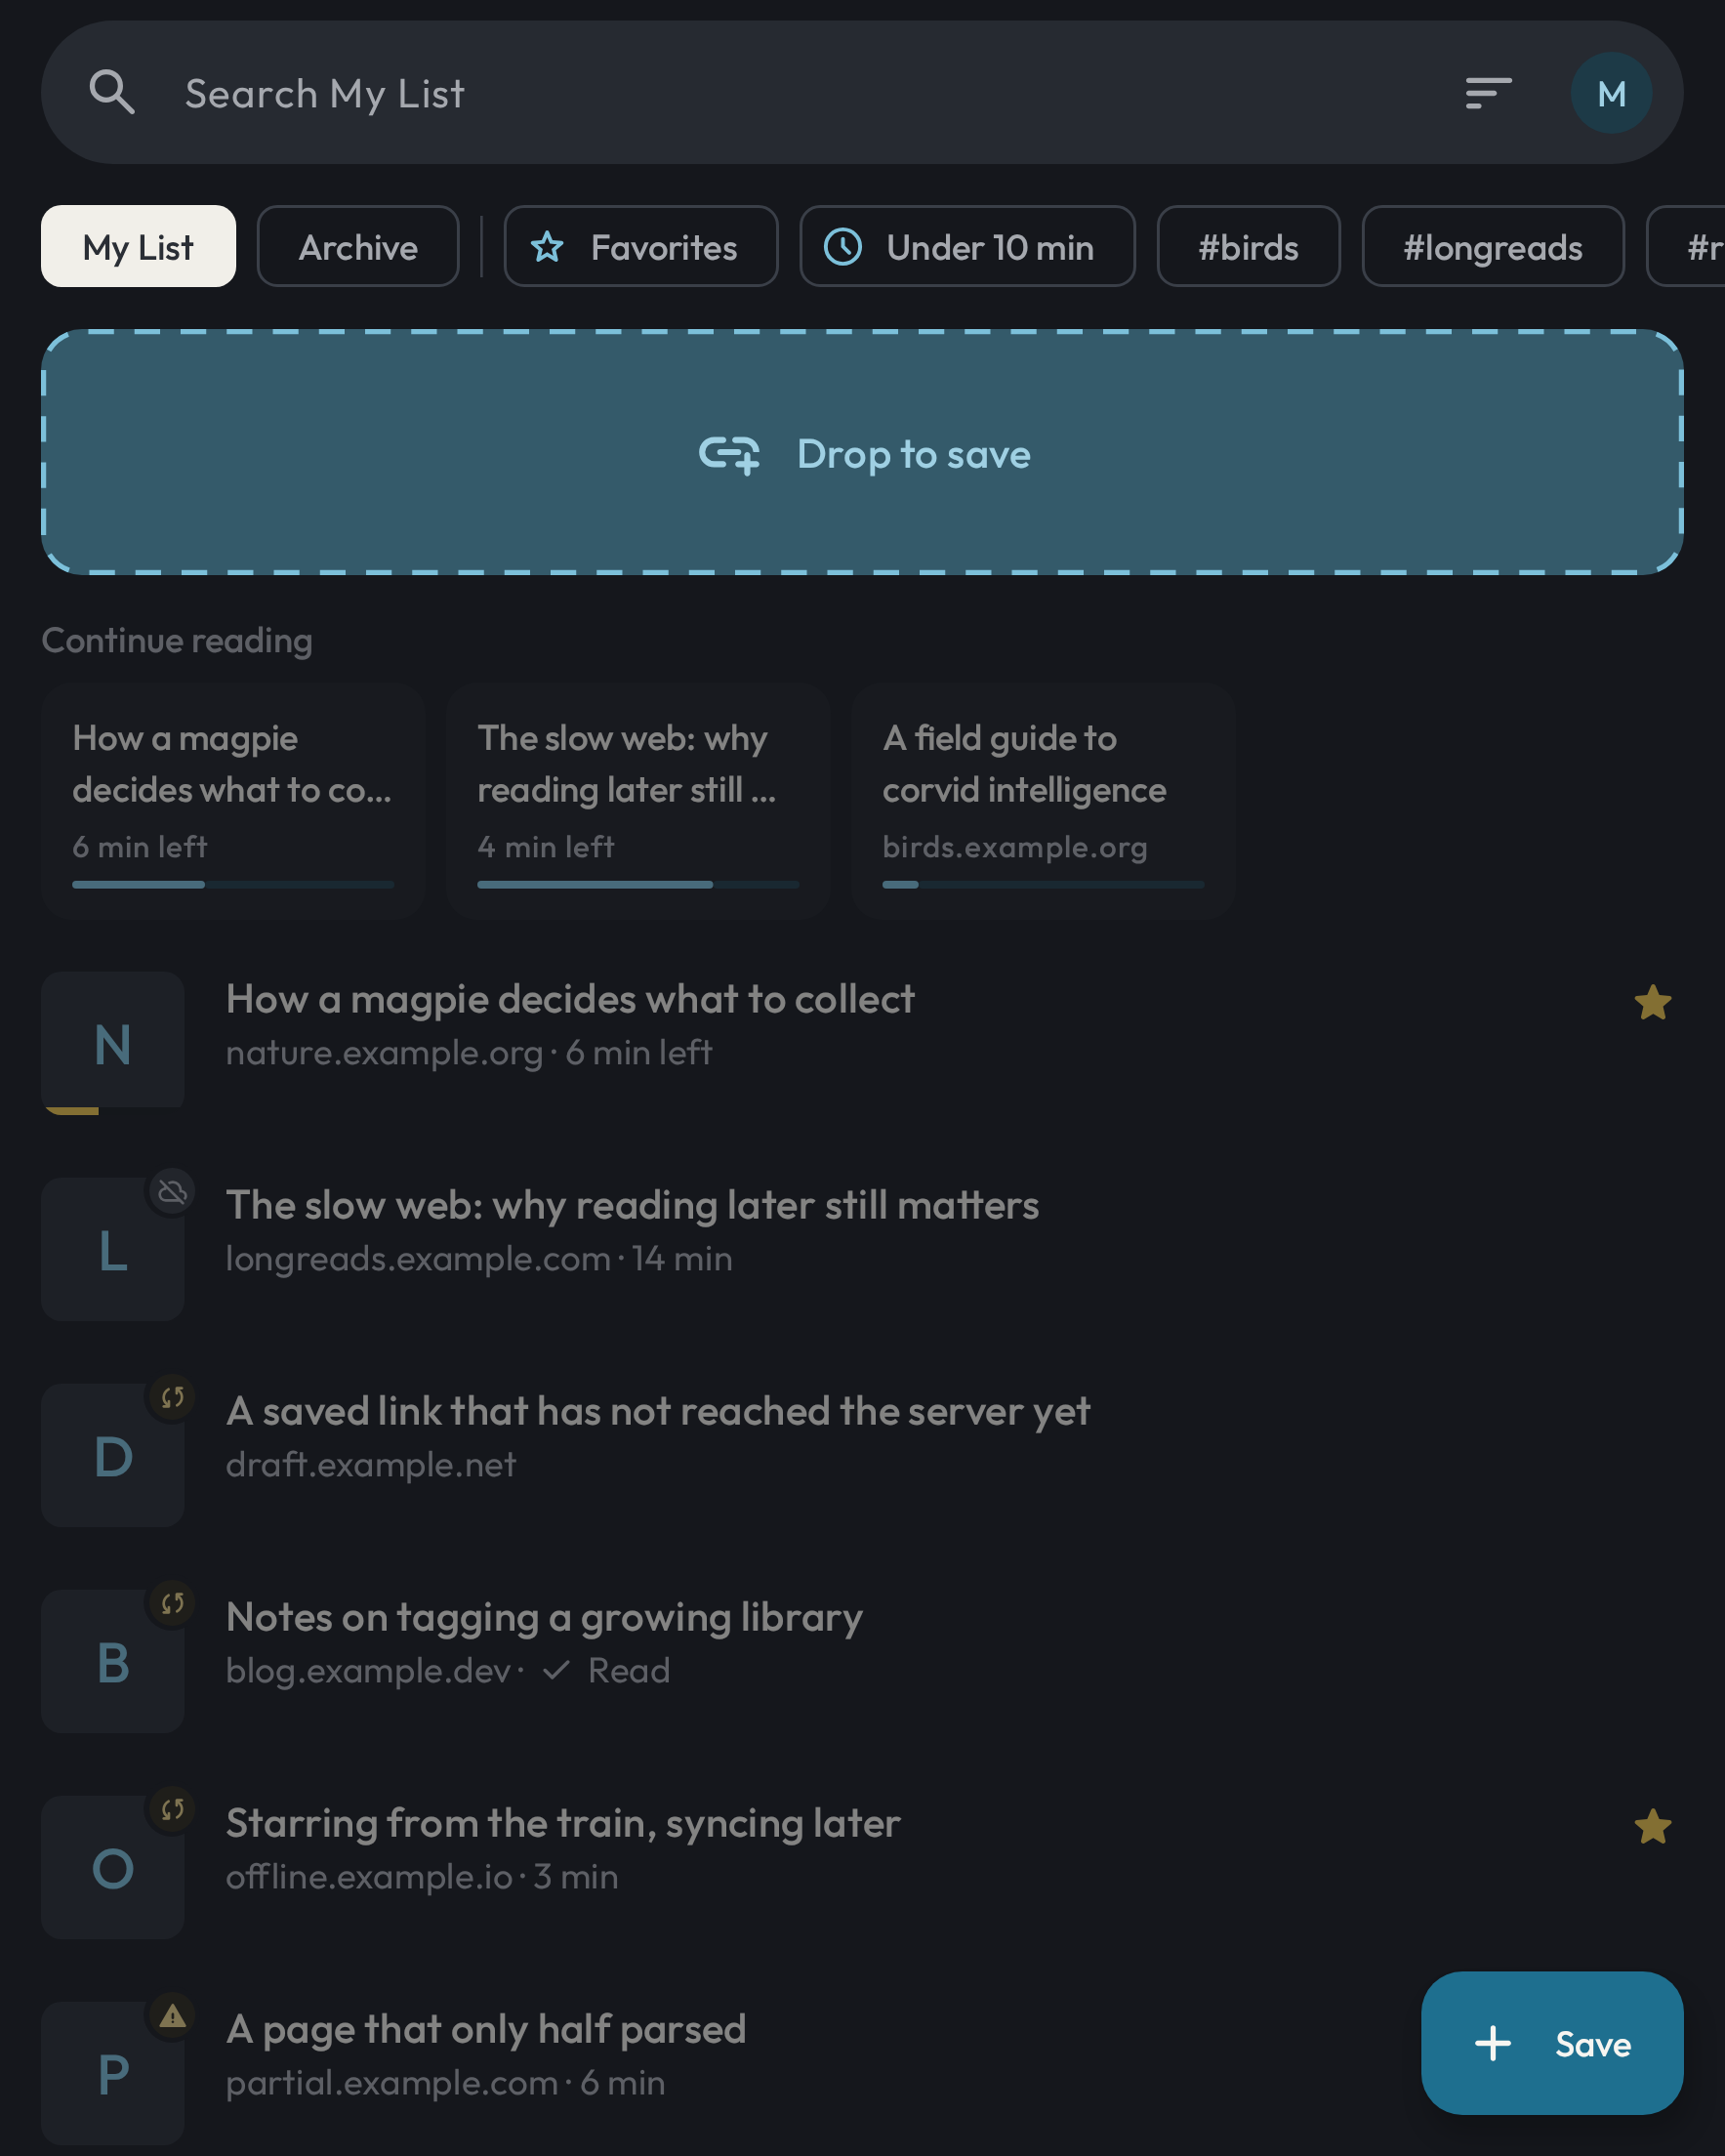 Search My List
M
My List
Archive
Favorites
Under 10 min
#birds
#longreads
#r
Drop to save
Continue reading
How a magpie
decides what to co...
6 min left
The slow web: why
reading later still ...
4 min left
A field guide to
corvid intelligence
birds.example.org
N
How a magpie decides what to collect
nature.example.org · 6 min left
L
The slow web: why reading later still matters
longreads.example.com · 14 min
D
A saved link that has not reached the server yet
draft.example.net
B
Notes on tagging a growing library
blog.example.dev · ✓ Read
O
Starring from the train, syncing later
offline.example.io · 3 min
P
A page that only half parsed
partial.example.com · 6 min
Save